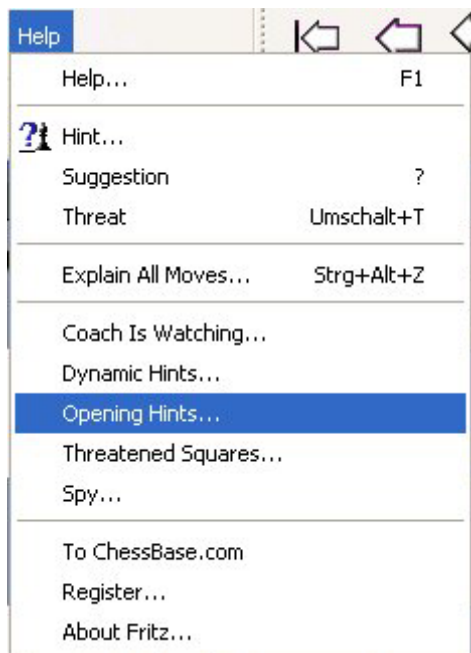 Help
Help... F1
Hint...
Suggestion ?
Threat Umschalt+T
Explain All Moves... Strg+Alt+Z
Coach Is Watching...
Dynamic Hints...
Opening Hints...
Threatened Squares...
Spy...
To ChessBase.com
Register...
About Fritz...